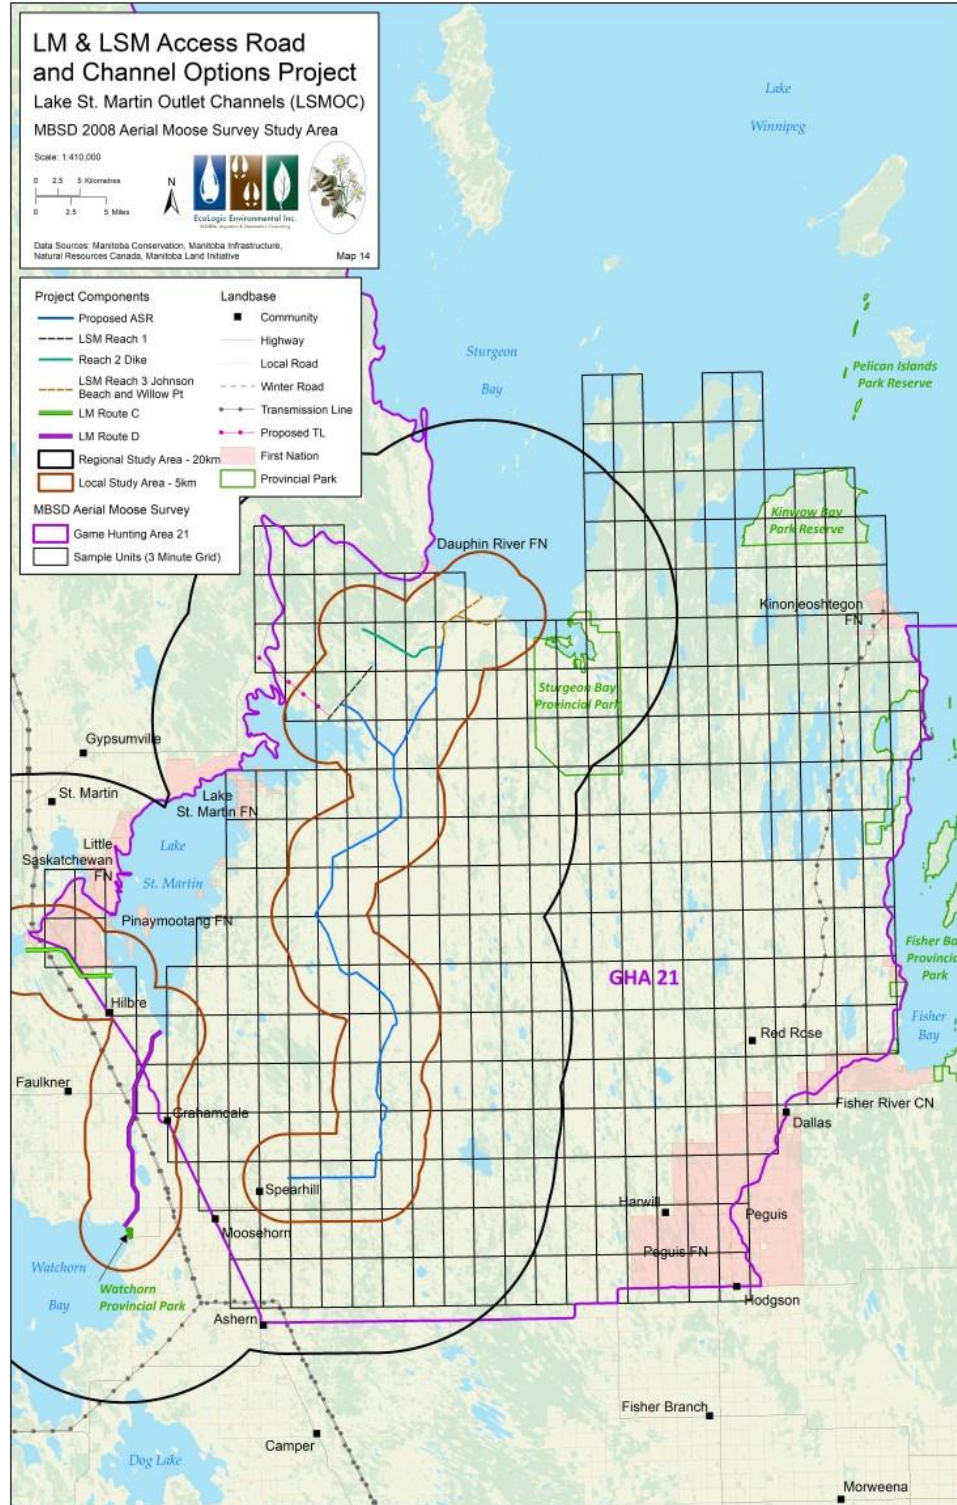 LM & LSM Access Road
and Channel Options Project
Lake St. Martin Outlet Channels (LSMOC)
MBSD 2008 Aerial Moose Survey Study Area
Scale: 1:410,000
0 2.5 5 Kilometres
0 2.5 5 Miles
N
EcoLogic Environmental Inc.
Data Sources: Manitoba Conservation, Manitoba Infrastructure,
Natural Resources Canada, Manitoba Land Initiative
Map 14
Project Components
Proposed ASR
LSM Reach 1
Reach 2 Dike
LSM Reach 3 Johnson
Beach and Willow Pt
LM Route C
LM Route D
Regional Study Area - 20km
Local Study Area - 5km
MBSD Aerial Moose Survey
Game Hunting Area 21
Sample Units (3 Minute Grid)
Landbase
Community
Highway
Local Road
Winter Road
Transmission Line
Proposed TL
First Nation
Provincial Park
Lake
Winnipeg
Sturgeon
Bay
Pelican Islands
Park Reserve
Kinwow Bay
Park Reserve
Dauphin River FN
Kinonjeoshtegon
FN
Sturgeon Bay
Provincial Park
Gypsumville
St. Martin
Lake
St. Martin FN
Little
Saskatchewan
FN
Lake
St. Martin
Pinaymootang FN
Fisher Ba
Provincia
Park
GHA 21
Hilbre
Fisher
Bay
Red Rose
Faulkner
Grahamdale
Fisher River CN
Dallas
Spearhill
Harwill
Peguis
Moosehorn
Peguis FN
Watchorn
Bay
Watchorn
Provincial Park
Hodgson
Ashern
Fisher Branch
Camper
Dog Lake
Morweena